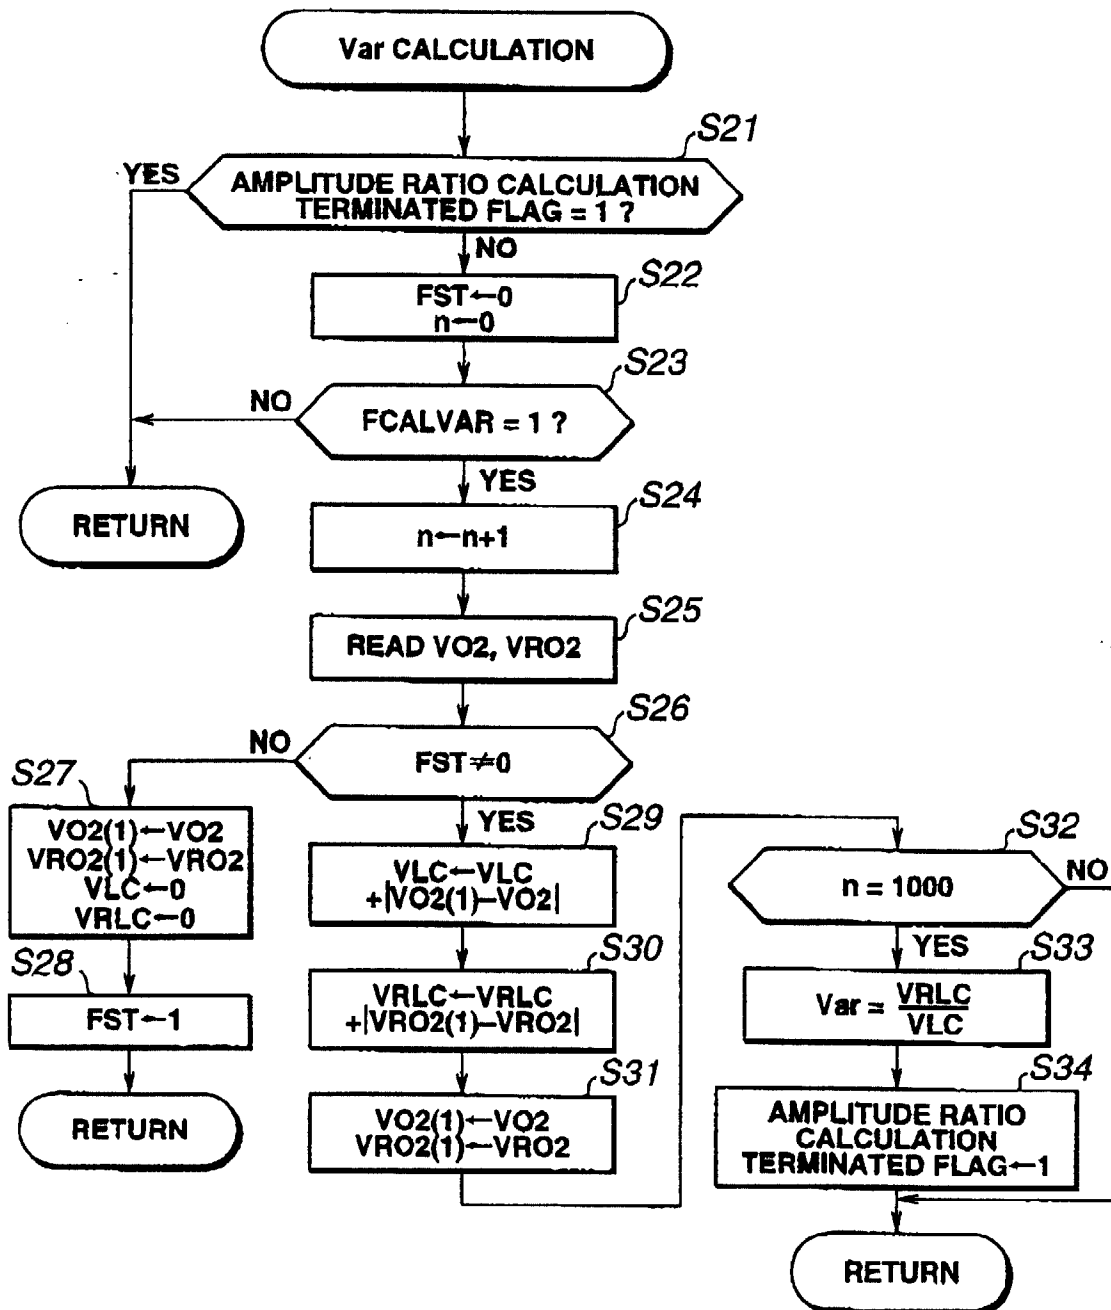 Var CALCULATION
S21
YES
AMPLITUDE RATIO CALCULATION
TERMINATED FLAG = 1 ?
NO
S22
FST←0
n←0
S23
NO
FCALVAR = 1 ?
YES
RETURN
S24
n←n+1
S25
READ VO2, VRO2
S26
NO
FST≠0
YES
S27
VO2(1)←VO2
VRO2(1)←VRO2
VLC←0
VRLC←0
S28
FST←1
RETURN
S29
VLC←VLC
+|VO2(1)–VO2|
S30
VRLC←VRLC
+|VRO2(1)–VRO2|
S31
VO2(1)←VO2
VRO2(1)←VRO2
S32
n = 1000
NO
YES
S33
Var = VRLC
VLC
S34
AMPLITUDE RATIO
CALCULATION
TERMINATED FLAG←1
RETURN